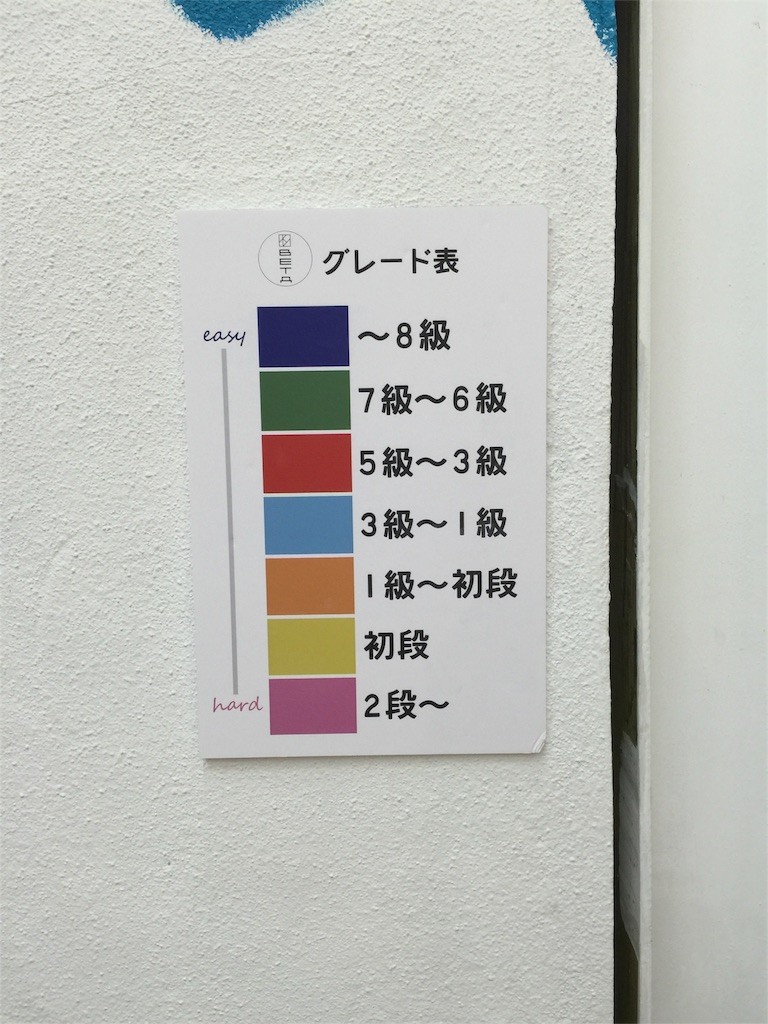 BETA
グレード表
easy
～8級
7級～6級
5級～3級
3級～1級
1級～初段
初段
hard
2段～